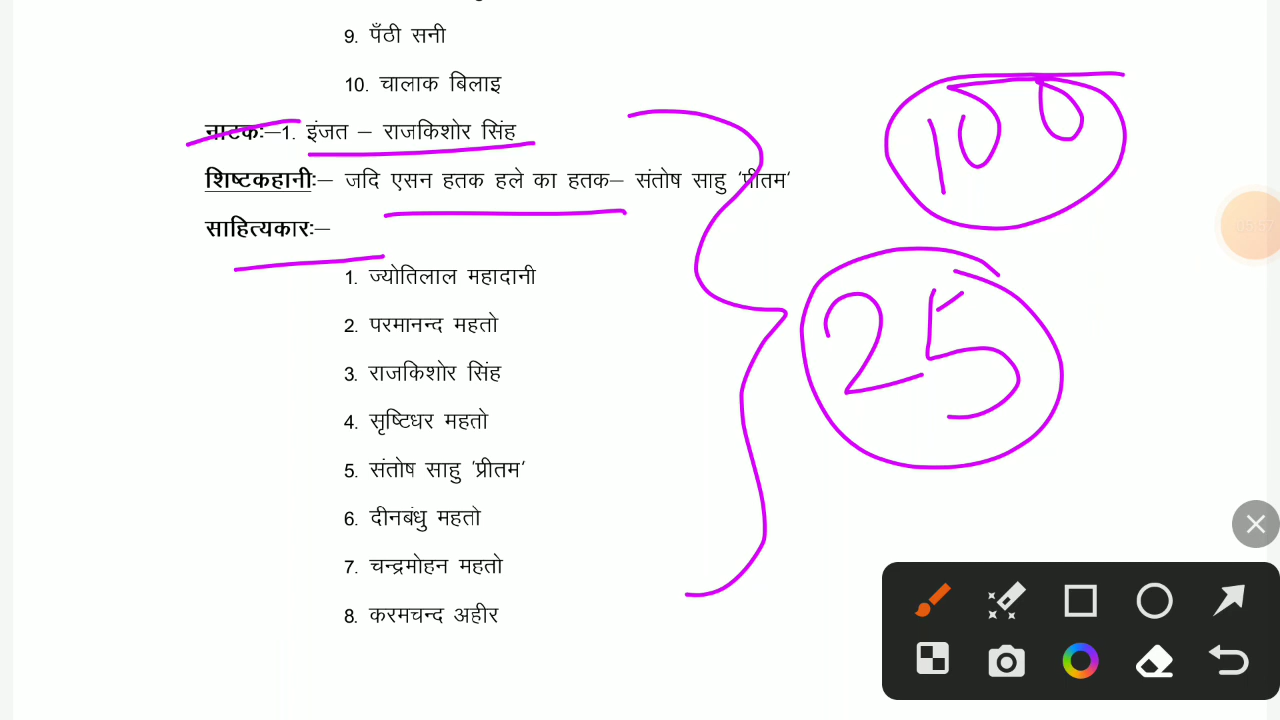 9. पँठी सनी
10. चालाक बिलाइ
नाटकः–1. इंजत – राजकिशोर सिंह
शिष्टकहानीः– जदि एसन हतक हले का हतक– संतोष साहु 'प्रीतम'
साहित्यकारः–
1. ज्योतिलाल महादानी
2. परमानन्द महतो
3. राजकिशोर सिंह
4. सृष्टिधर महतो
5. संतोष साहु 'प्रीतम'
6. दीनबंधु महतो
7. चन्द्रमोहन महतो
8. करमचन्द अहीर
100
25